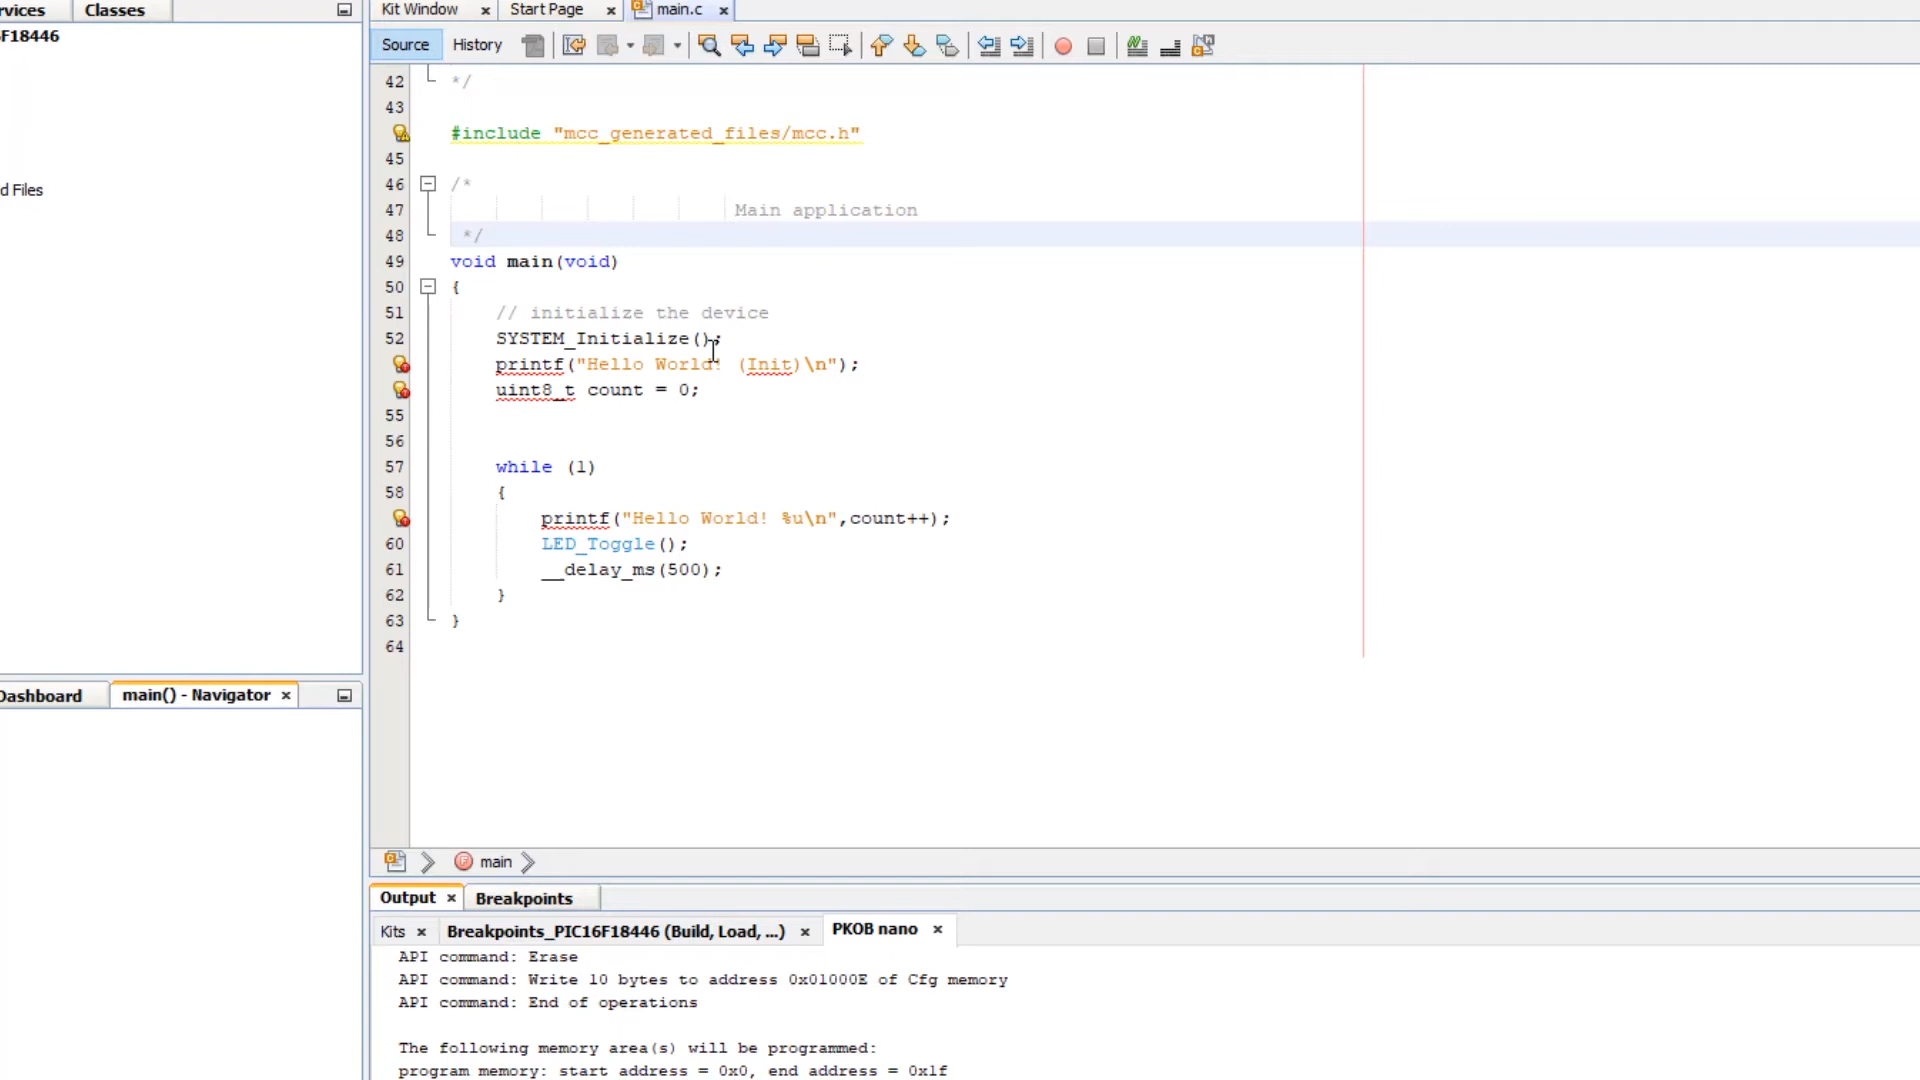 rvices Classes
F18446
d Files
Dashboard main() - Navigator
Kit Window Start Page main.c
Source History
42 */
43
#include "mcc_generated_files/mcc.h"
45
46 /*
47 Main application
48 */
49 void main(void)
50 {
51 // initialize the device
52 SYSTEM_Initialize();
printf("Hello World! (Init)\n");
uint8_t count = 0;
55
56
57 while (1)
58 {
printf("Hello World! %u\n",count++);
60 LED_Toggle();
61 __delay_ms(500);
62 }
63 }
64
main
Output Breakpoints
Kits Breakpoints_PIC16F18446 (Build, Load, ...) PKOB nano
API command: Erase
API command: Write 10 bytes to address 0x01000E of Cfg memory
API command: End of operations
The following memory area(s) will be programmed:
program memory: start address = 0x0, end address = 0x1f